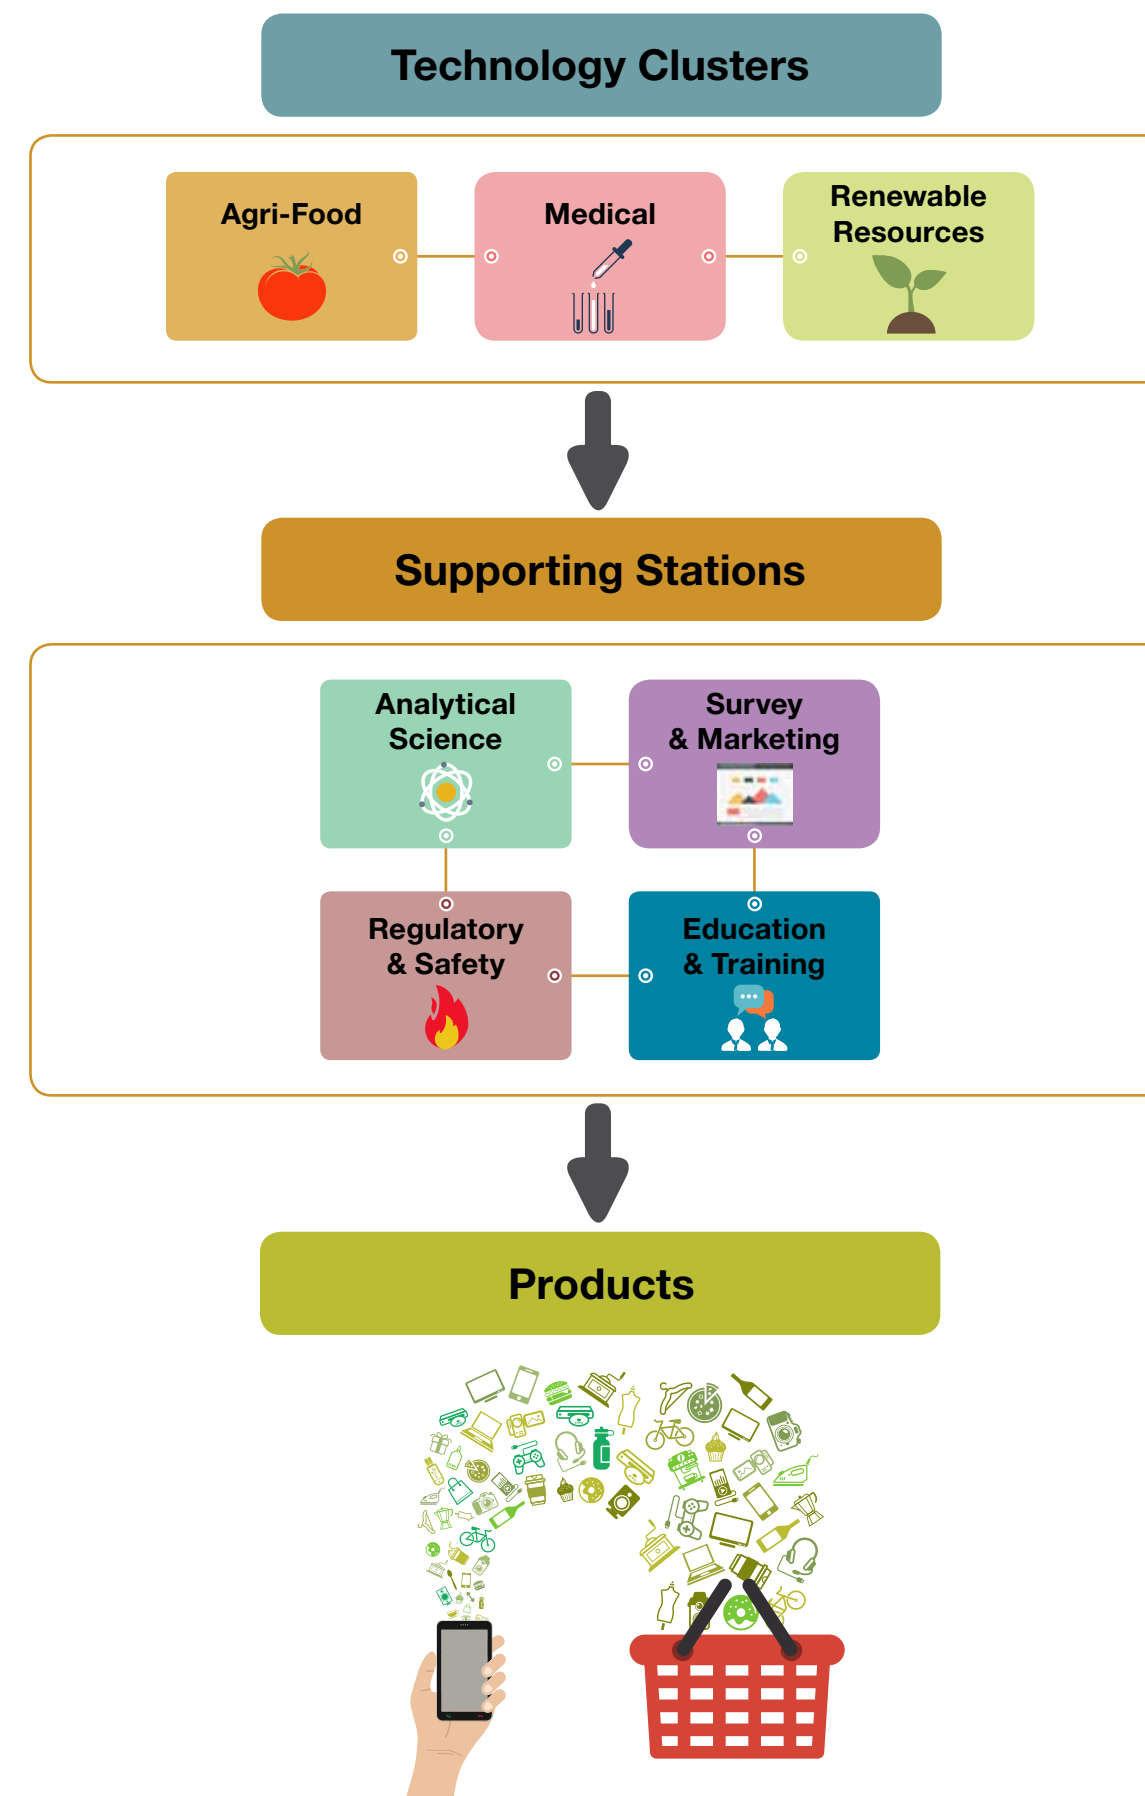 Technology Clusters
Agri-Food
Medical
Renewable
Resources
Supporting Stations
Analytical
Science
Survey
& Marketing
Regulatory
& Safety
Education
& Training
Products